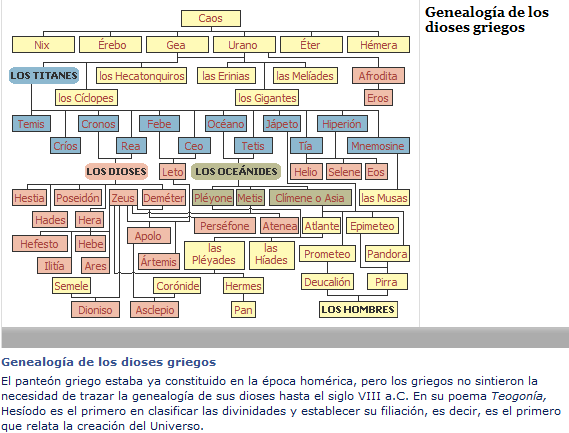 Genealogía de los
dioses griegos
Caos
Nix Érebo Gea Urano Éter Hémera
LOS TITANES los Hecatonquiros las Erinias las Melíades Afrodita
los Cíclopes los Gigantes Eros
Temis Cronos Febe Océano Jápeto Hiperión
Críos Rea Ceo Tetis Tía Mnemosine
LOS DIOSES Leto LOS OCEÁNIDES Helio Selene Eos
Hestia Poseidón Zeus Deméter Pléyone Metis Clímene o Asia las Musas
Hades Hera Perséfone Atenea Atlante Epimeteo
Hefesto Hebe Apolo las Pléyades las Híades Prometeo Pandora
Ilitía Ares Ártemis
Semele Corónide Hermes Deucalión Pirra
Dioniso Asclepio Pan LOS HOMBRES
Genealogía de los dioses griegos
El panteón griego estaba ya constituido en la época homérica, pero los griegos no sintieron la
necesidad de trazar la genealogía de sus dioses hasta el siglo VIII a.C. En su poema Teogonía,
Hesíodo es el primero en clasificar las divinidades y establecer su filiación, es decir, es el primero
que relata la creación del Universo.